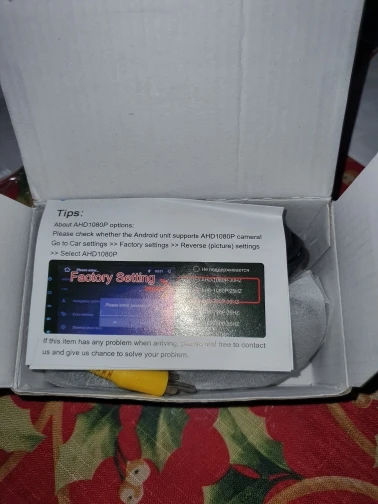 Tips:
About AHD1080P options:
Please check whether the Android unit supports AHD1080P camera!
Go to Car settings >> Factory settings >> Reverse (picture) settings
>> Select AHD1080P
Factory Setting
Не поддерживается
If this item has any problem when arriving, please feel free to contact
us and give us chance to solve your problem.